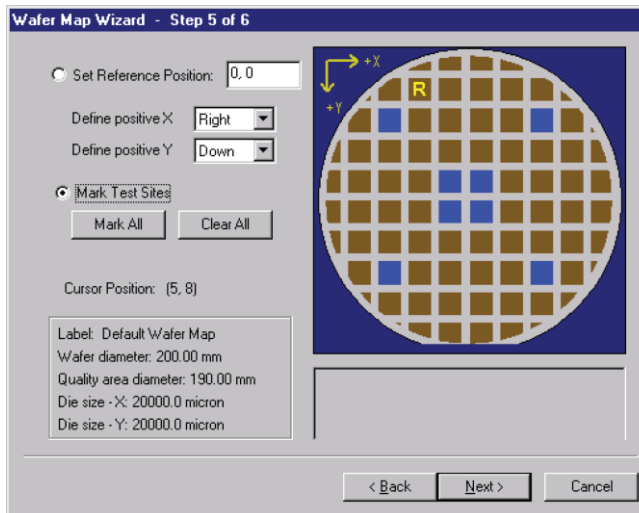 Wafer Map Wizard - Step 5 of 6
Set Reference Position: 0, 0
Define positive X Right
Define positive Y Down
Mark Test Sites
Mark All Clear All
Cursor Position: (5, 8)
Label: Default Wafer Map
Wafer diameter: 200.00 mm
Quality area diameter: 190.00 mm
Die size - X: 20000.0 micron
Die size - Y: 20000.0 micron
+X
R
+Y
< Back Next > Cancel